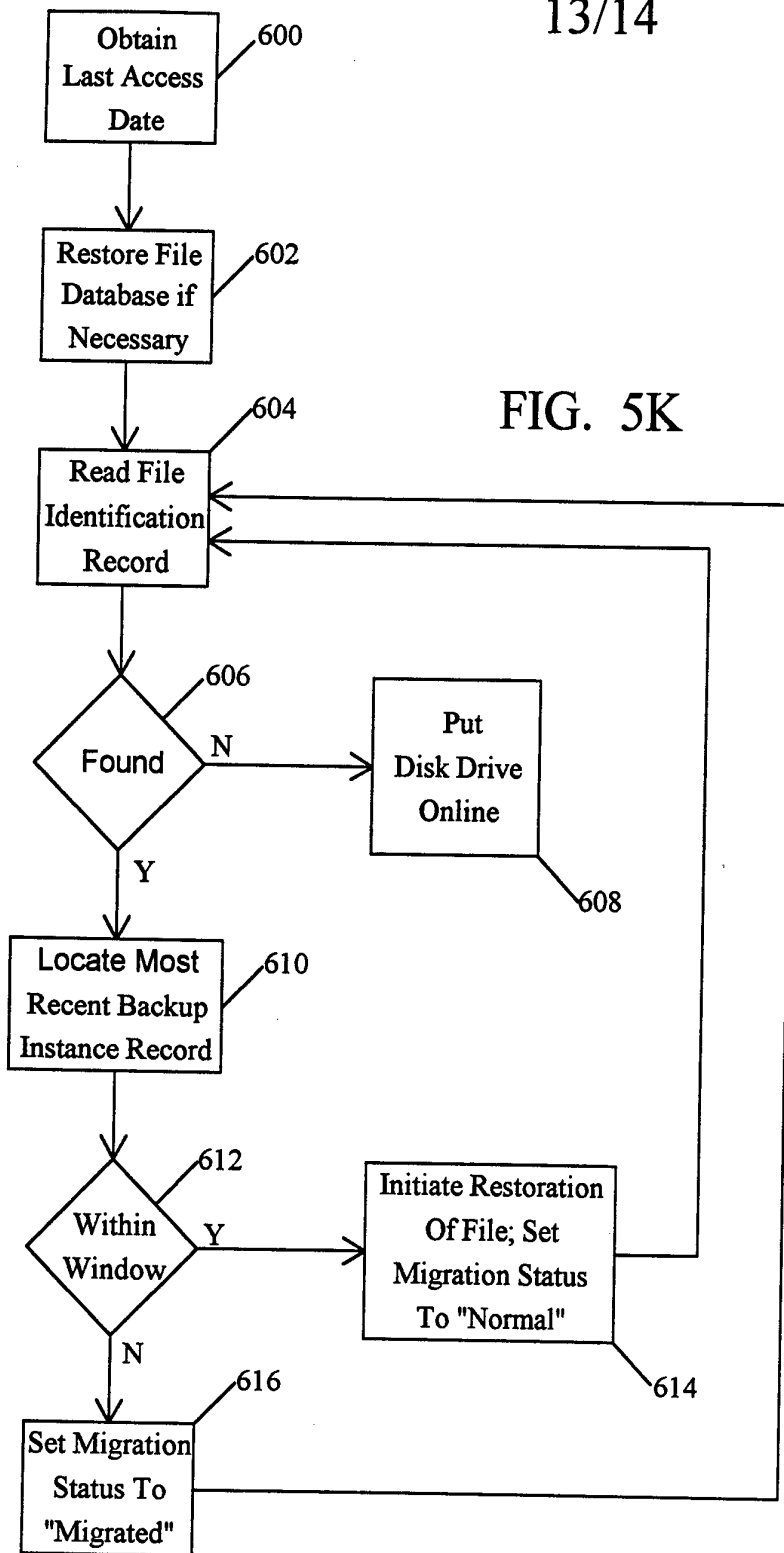 13/14
Obtain
Last Access
Date
600
Restore File
Database if
Necessary
602
FIG. 5K
604
Read File
Identification
Record
606
Found
N
Y
Put
Disk Drive
Online
608
Locate Most
Recent Backup
Instance Record
610
612
Within
Window
Y
N
Initiate Restoration
Of File; Set
Migration Status
To "Normal"
614
616
Set Migration
Status To
"Migrated"